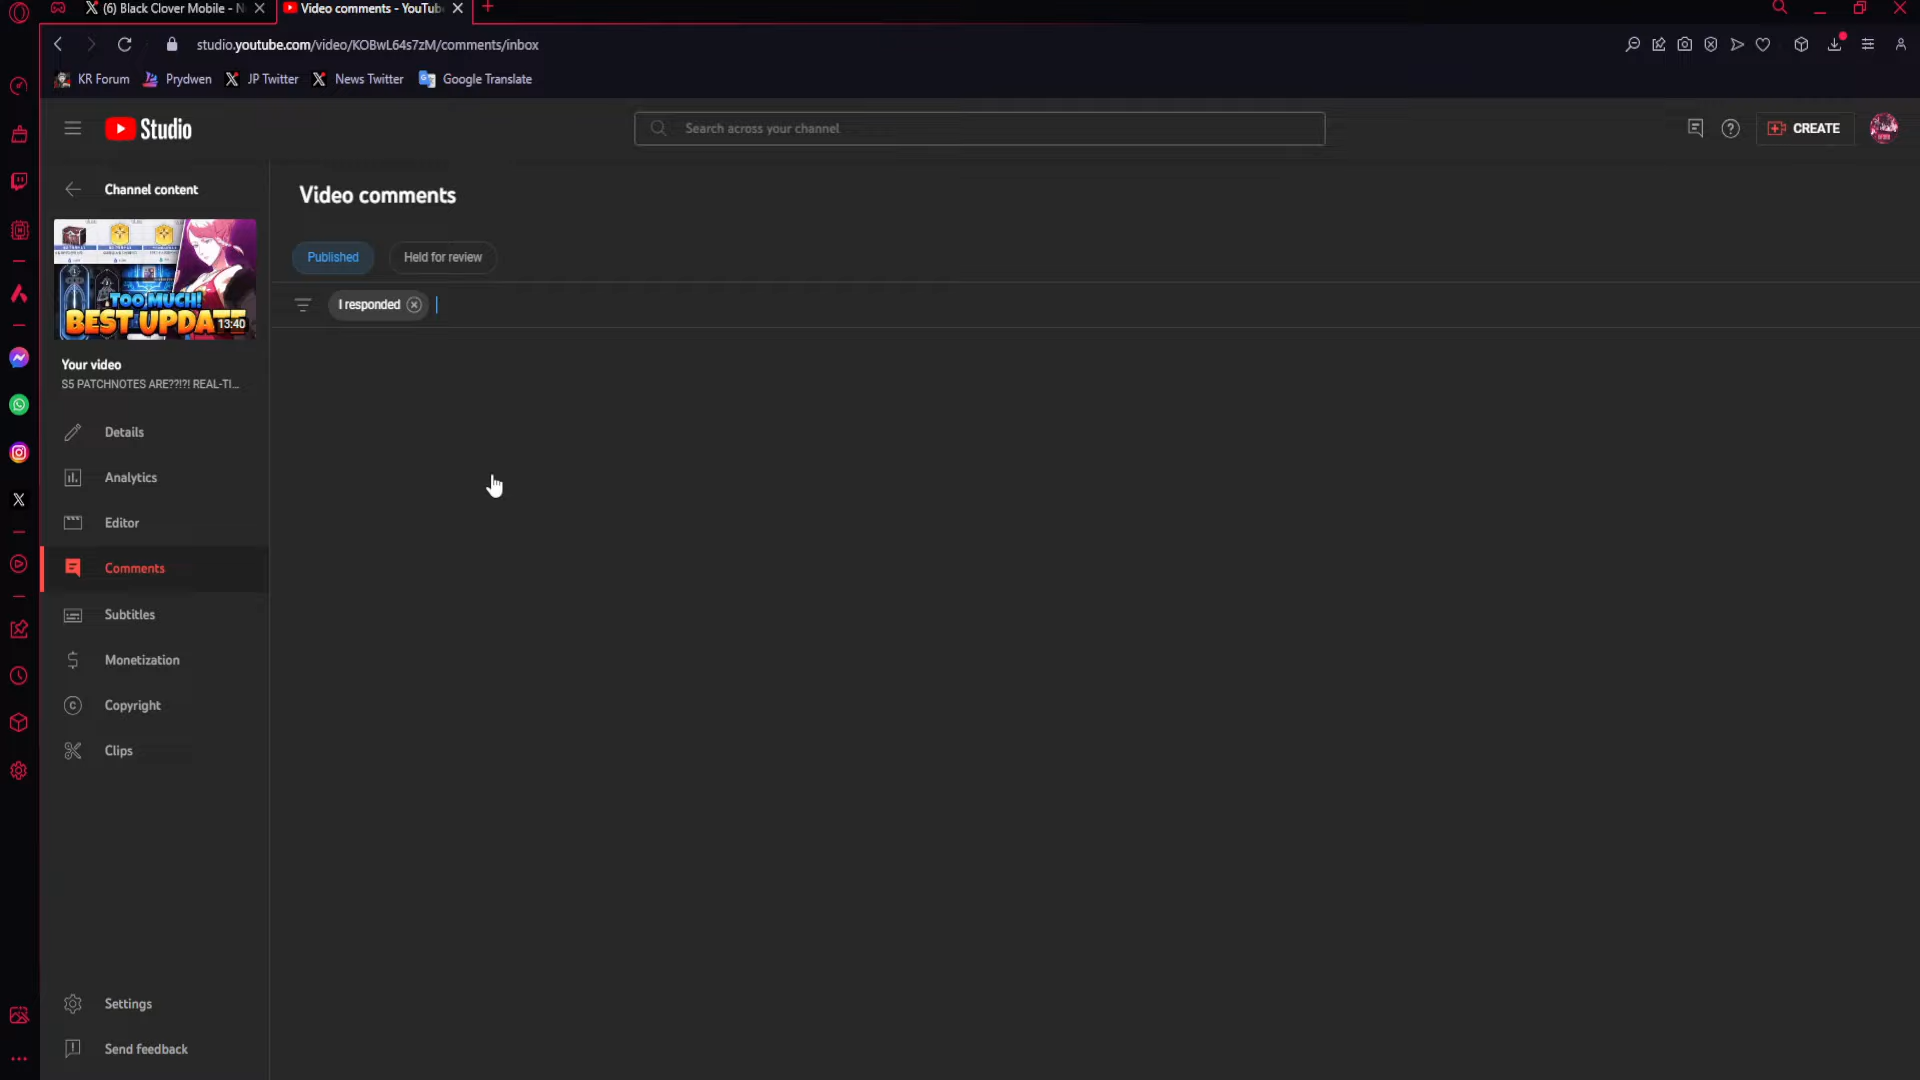 (6) Black Clover Mobile - N
Video comments - YouTub
studio.youtube.com/video/KOBwL64s7zM/comments/inbox
KR Forum
Prydwen
JP Twitter
News Twitter
Google Translate
Studio
Search across your channel
CREATE
Channel content
TOO MUCH!
BEST UPDATE
13:40
Your video
S5 PATCHNOTES ARE??!?! REAL-TI...
Details
Analytics
Editor
Comments
Subtitles
Monetization
Copyright
Clips
Settings
Send feedback
Video comments
Published
Held for review
I responded